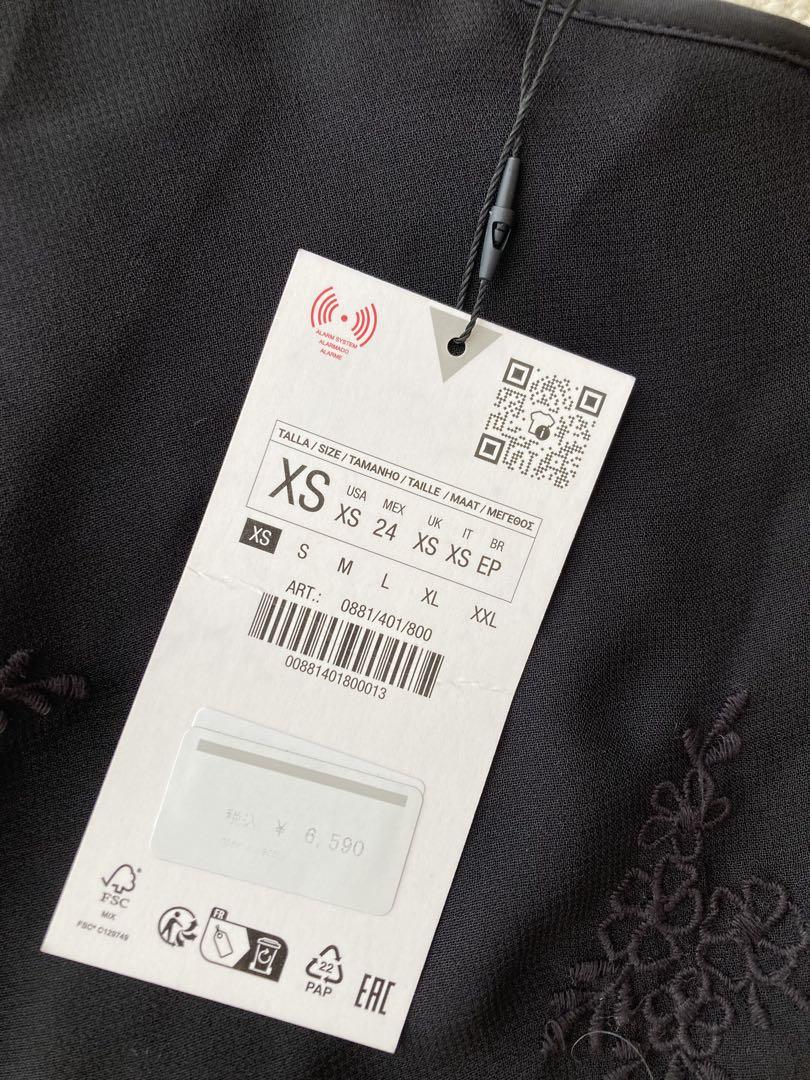 ALARM SYSTEM
ALARMADO
ALARME
TALLA / SIZE / TAMANHO / TAILLE / MAAT / ΜΕΓΕΘΟΣ
XS
USA MEX UK IT BR
XS 24 XS XS EP
XS S M L XL XXL
ART.: 0881/401/800
00881401800013
税込 ¥ 6,590
FSC
MIX
FSC® C129749
FR
22
PAP
EAC